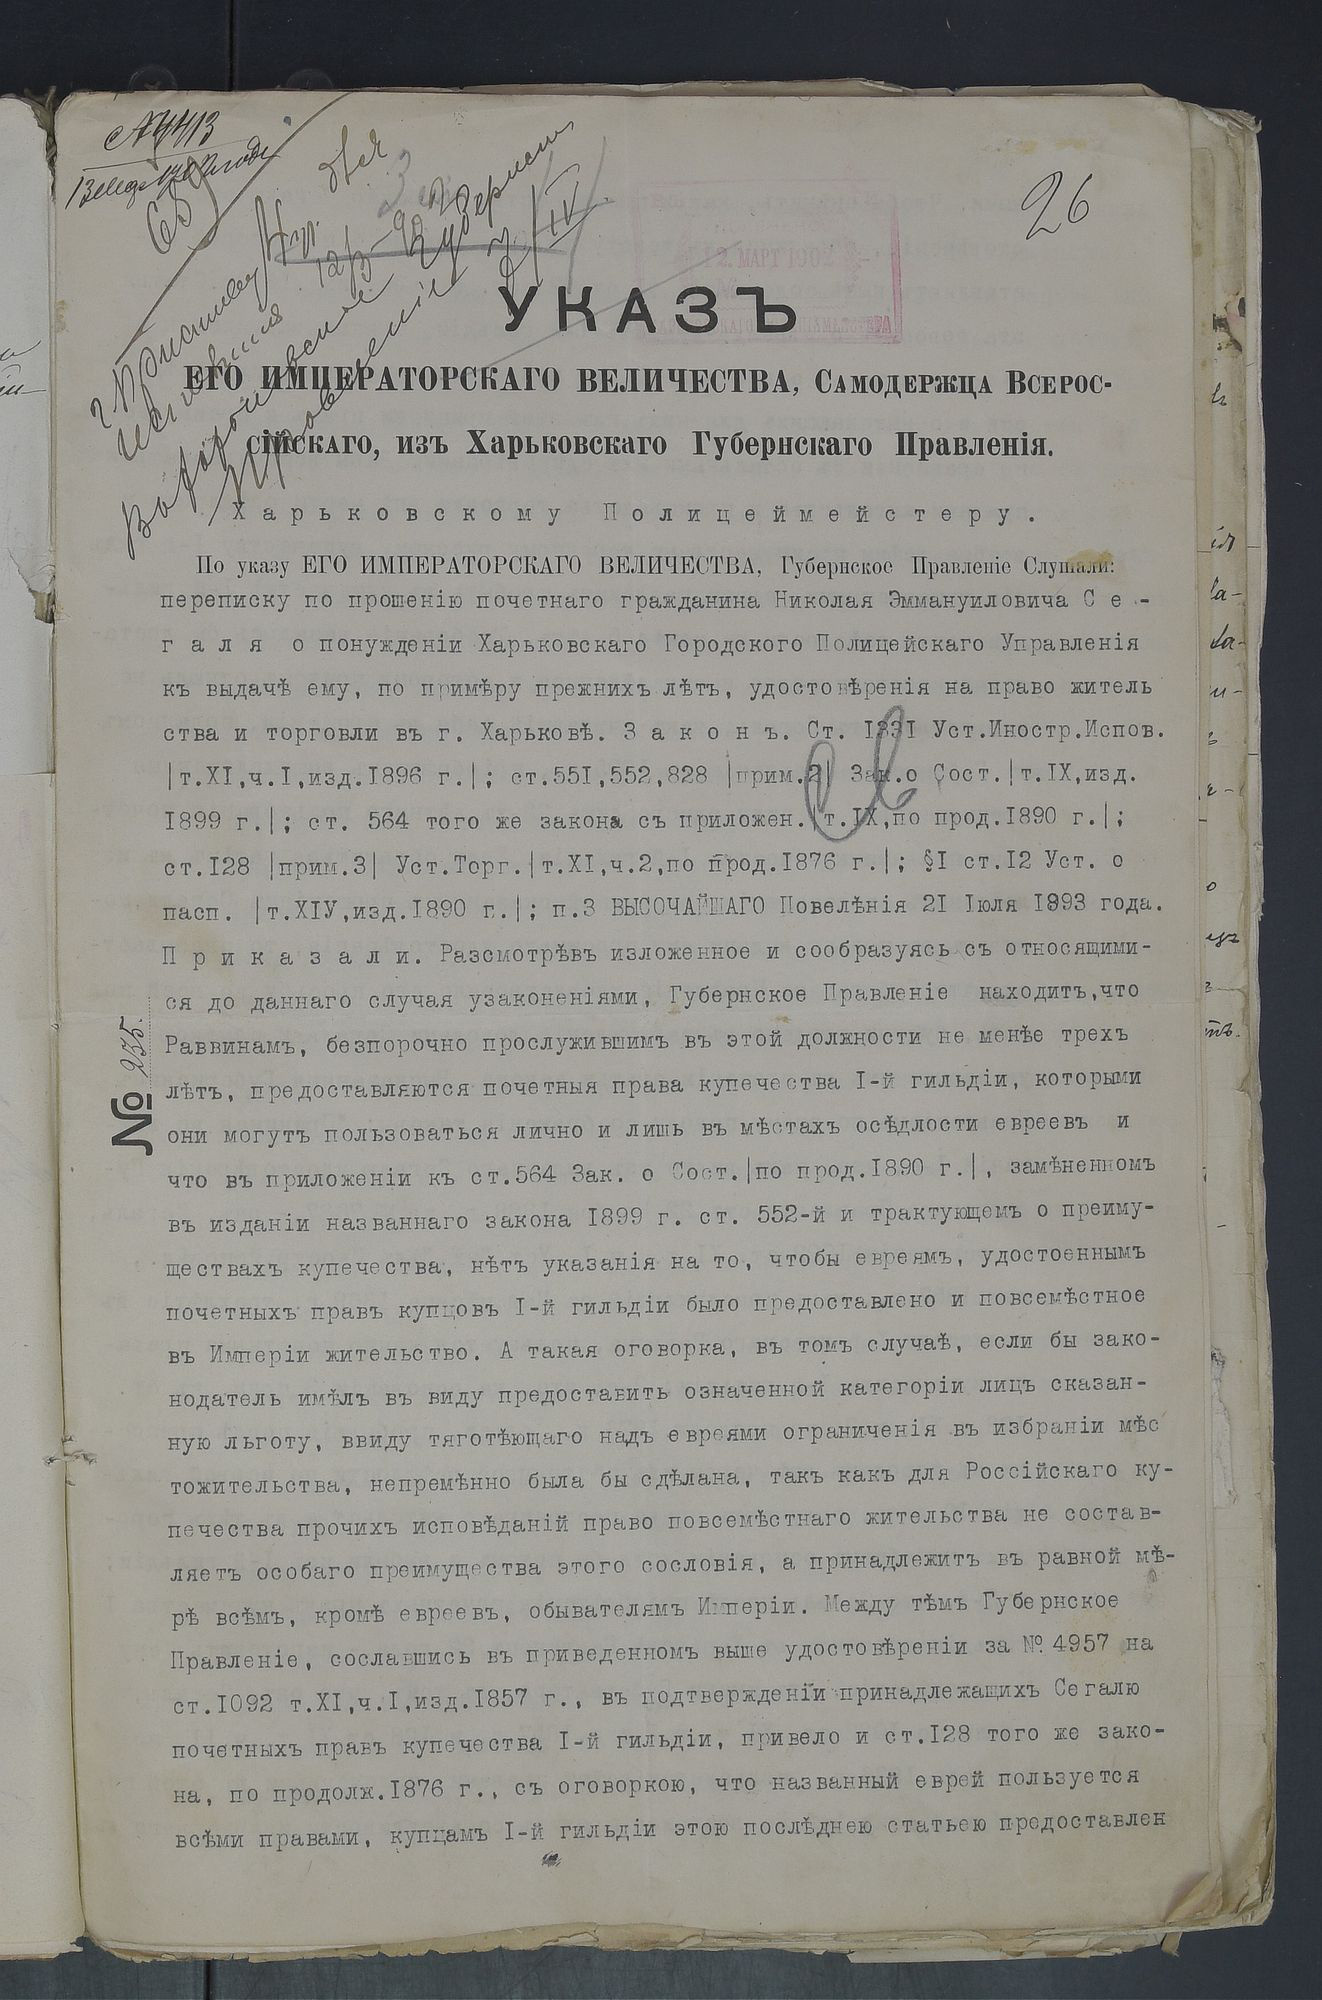 26
12 МАРТ 1902
УКАЗЪ
ЕГО ИМПЕРАТОРСКАГО ВЕЛИЧЕСТВА, Самодержца Всерос-
сійскаго, изъ Харьковскаго Губернскаго Правленія.
Харьковскому Полицеймейстеру.
По указу ЕГО ИМПЕРАТОРСКАГО ВЕЛИЧЕСТВА, Губернское Правленіе Слушали:
переписку по прошенію почетнаго гражданина Николая Эммануиловича Се-
галя о понужденіи Харьковскаго Городского Полицейскаго Управленія
къ выдачѣ ему, по примѣру прежнихъ лѣтъ, удостовѣренія на право житель
ства и торговли въ г. Харьковѣ. Законъ. Ст. 1331 Уст.Иностр.Испов.
|т.XI,ч.I,изд.1896 г.|; ст.551,552,828 |прим.2| Зак.о Сост.|т.IX,изд.
1899 г.|; ст. 564 того же закона съ приложен.|т.IX,по прод.1890 г.|;
ст.128 |прим.3| Уст.Торг.|т.XI,ч.2,по прод.1876 г.|; §1 ст.12 Уст. о
пасп. |т.XIУ,изд.1890 г.|; п.3 ВЫСОЧАЙШАГО Повелѣнія 21 Іюля 1893 года.
Приказали. Разсмотрѣвъ изложенное и сообразуясь съ относящими-
ся до даннаго случая узаконеніями, Губернское Правленіе находитъ,что
Раввинамъ, безпорочно прослужившимъ въ этой должности не менѣе трехъ
лѣтъ, предоставляются почетныя права купечества I-й гильдіи, которыми
они могутъ пользоваться лично и лишь въ мѣстахъ осѣдлости евреевъ и
что въ приложеніи къ ст.564 Зак. о Сост.|по прод.1890 г.|, замѣненномъ
въ изданіи названнаго закона 1899 г. ст. 552-й и трактующемъ о преиму-
ществахъ купечества, нѣтъ указанія на то, чтобы евреямъ, удостоеннымъ
почетныхъ правъ купцовъ I-й гильдіи было предоставлено и повсемѣстное
въ Имперіи жительство. А такая оговорка, въ томъ случаѣ, если бы зако-
нодатель имѣлъ въ виду предоставить означенной категоріи лицъ сказан-
ную льготу, ввиду тяготѣющаго надъ евреями ограниченія въ избраніи мѣс
тожительства, непремѣнно была бы сдѣлана, такъ какъ для Россійскаго ку-
печества прочихъ исповѣданій право повсемѣстнаго жительства не состав-
ляетъ особаго преимущества этого сословія, а принадлежитъ въ равной мѣ-
рѣ всѣмъ, кромѣ евреевъ, обывателямъ Имперіи. Между тѣмъ Губернское
Правленіе, сославшись въ приведенномъ выше удостовѣреніи за № 4957 на
ст.1092 т.XI,ч.I,изд.1857 г., въ подтвержденіи принадлежащихъ Сегалю
почетныхъ правъ купечества I-й гильдіи, привело и ст.128 того же зако-
на, по продолж.1876 г., съ оговоркою, что названный еврей пользуется
всѣми правами, купцамъ I-й гильдіи этою послѣднею статьею предоставлен
№ 235.